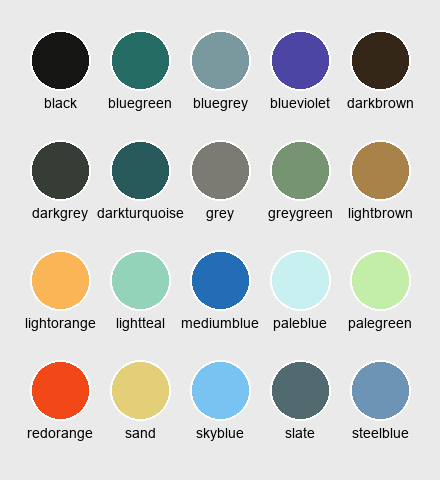 black bluegreen bluegrey blueviolet darkbrown
darkgrey darkturquoise grey greygreen lightbrown
lightorange lightteal mediumblue paleblue palegreen
redorange sand skyblue slate steelblue